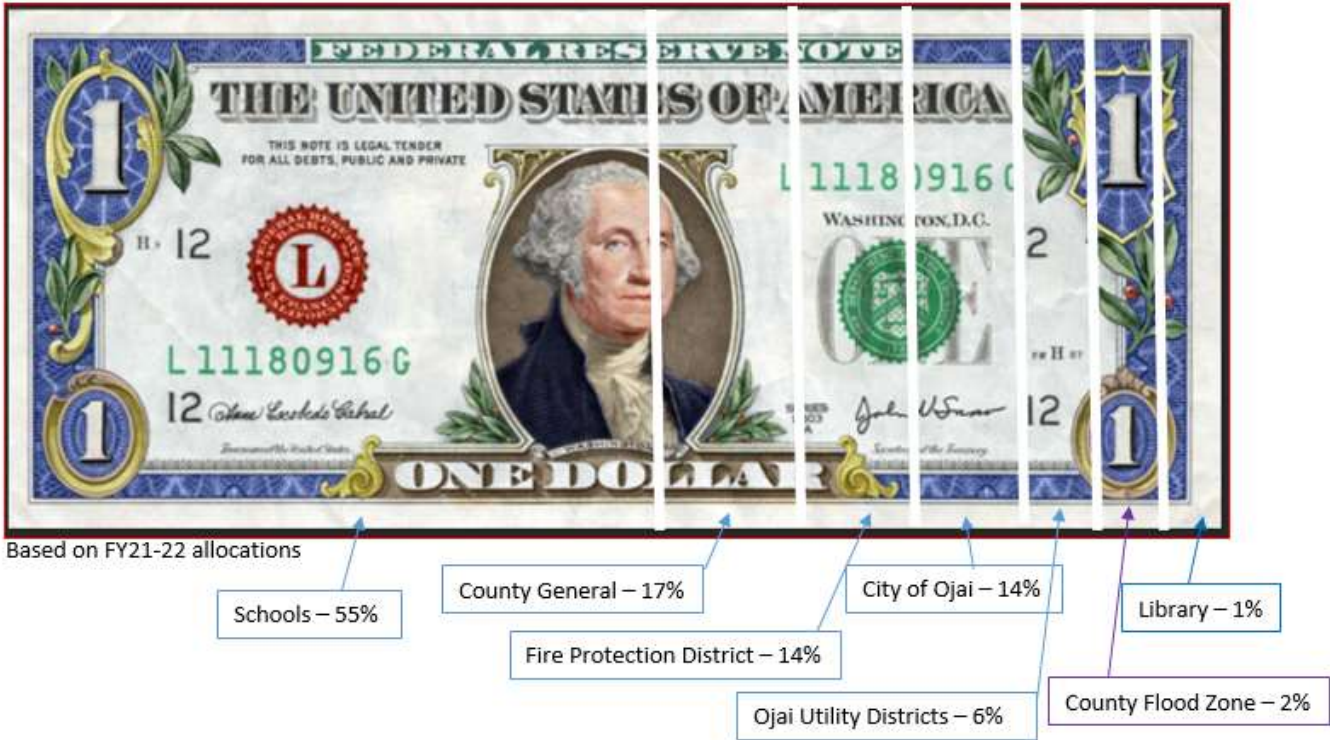 FEDERAL RESERVE NOTE
THE UNITED STATES OF AMERICA
THIS NOTE IS LEGAL TENDER
FOR ALL DEBTS, PUBLIC AND PRIVATE
1
1
L 11180916 G
WASHINGTON, D.C.
12
2
L
ONE
L 11180916 G
12
12
1
1
ONE DOLLAR
Based on FY21-22 allocations
Schools – 55%
County General – 17%
Fire Protection District – 14%
City of Ojai – 14%
Ojai Utility Districts – 6%
County Flood Zone – 2%
Library – 1%